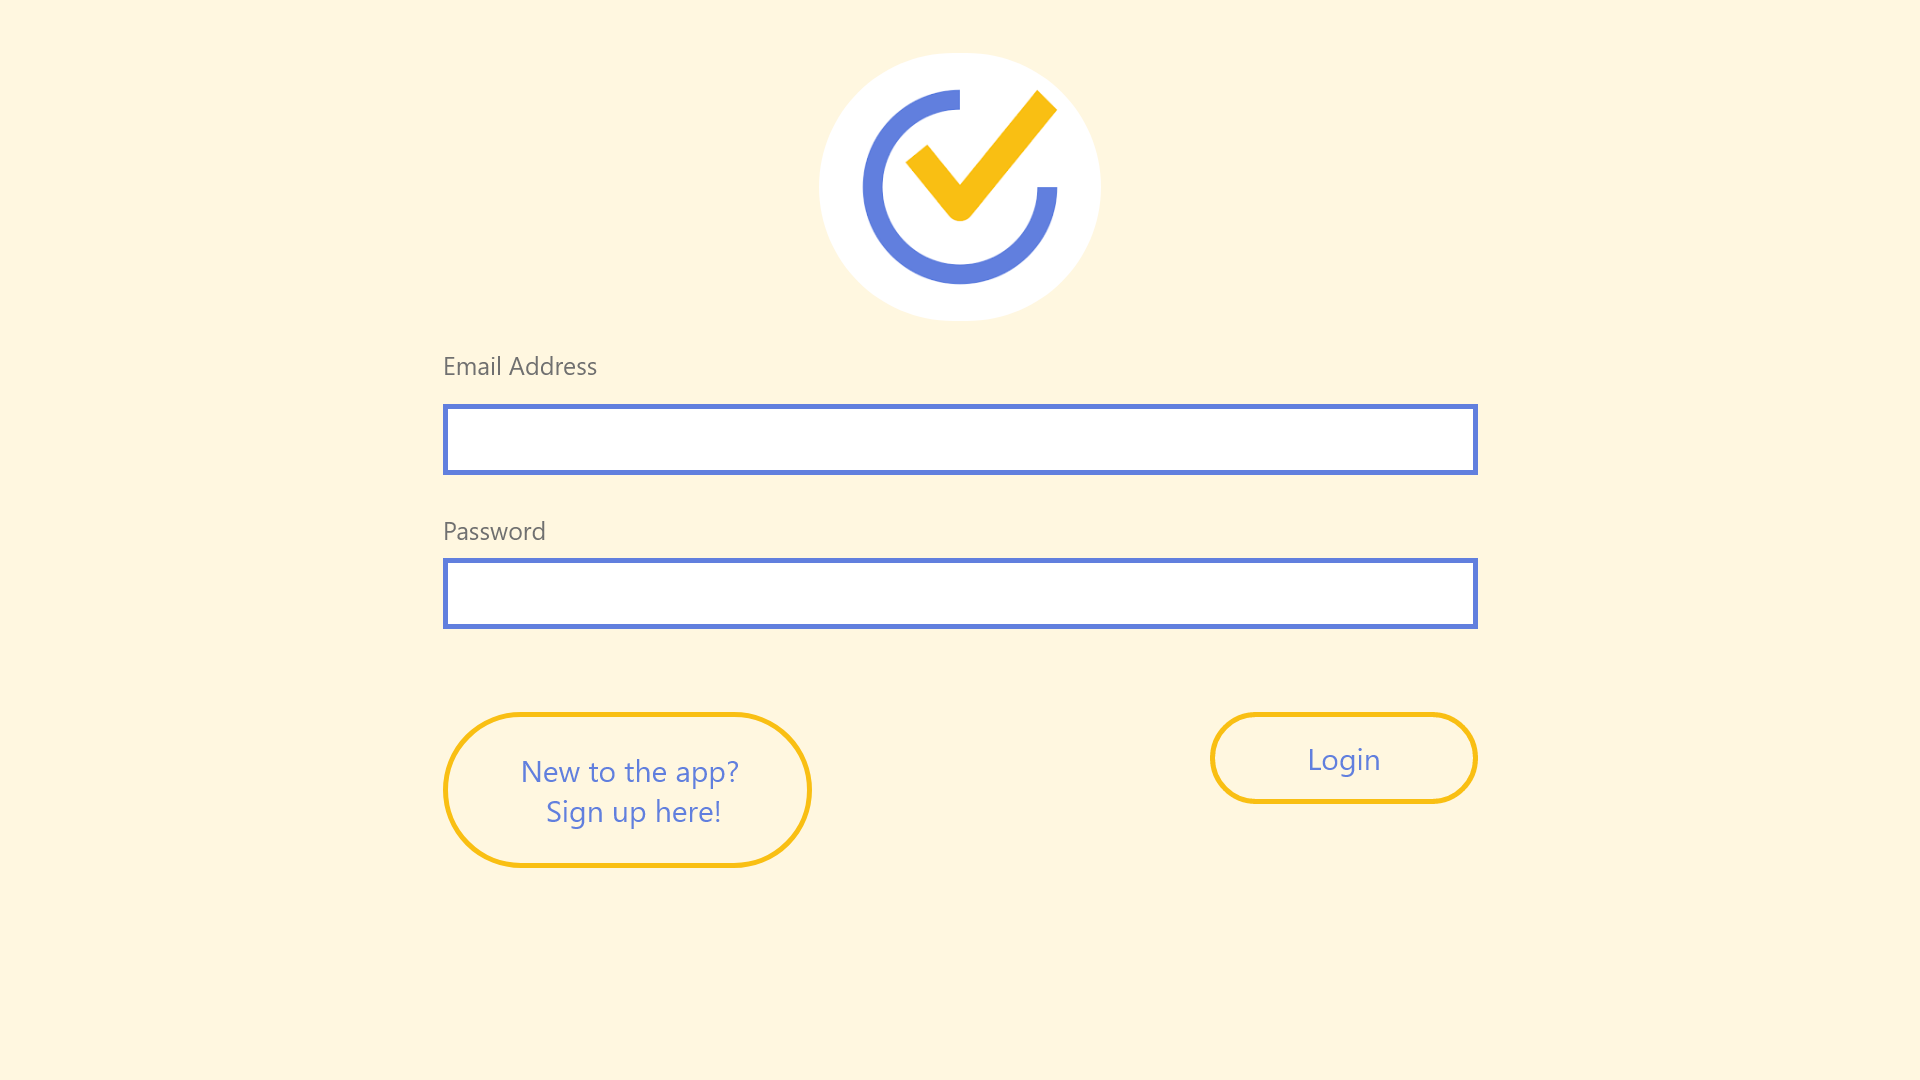 Email Address
Password
New to the app?
Sign up here!
Login